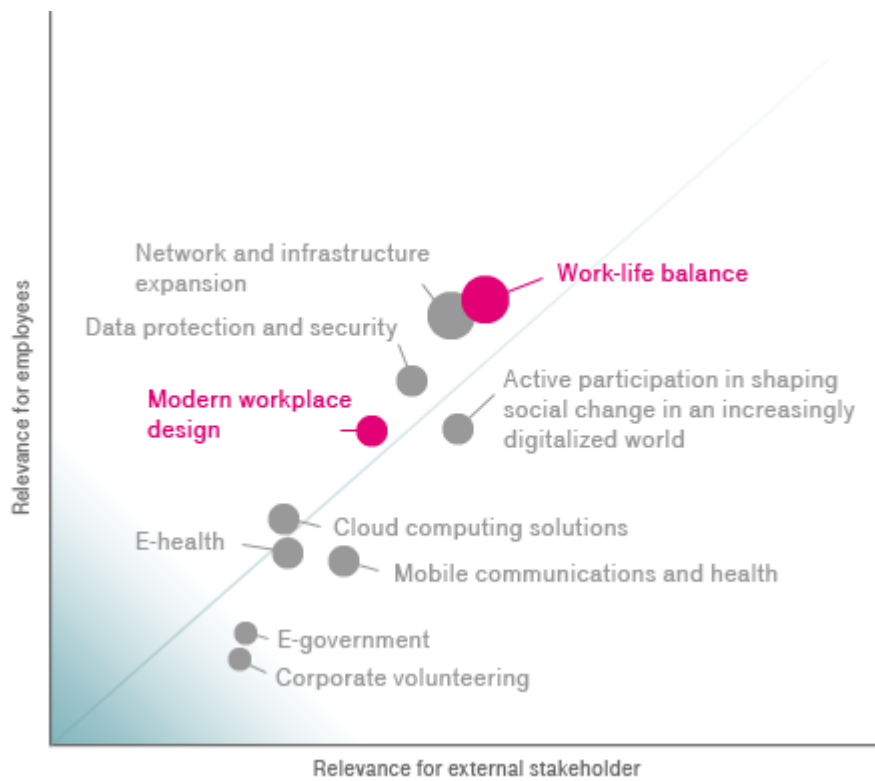 Network and infrastructure
expansion
Work-life balance
Data protection and security
Modern workplace
design
Active participation in shaping
social change in an increasingly
digitalized world
Cloud computing solutions
E-health
Mobile communications and health
E-government
Corporate volunteering
Relevance for employees
Relevance for external stakeholder